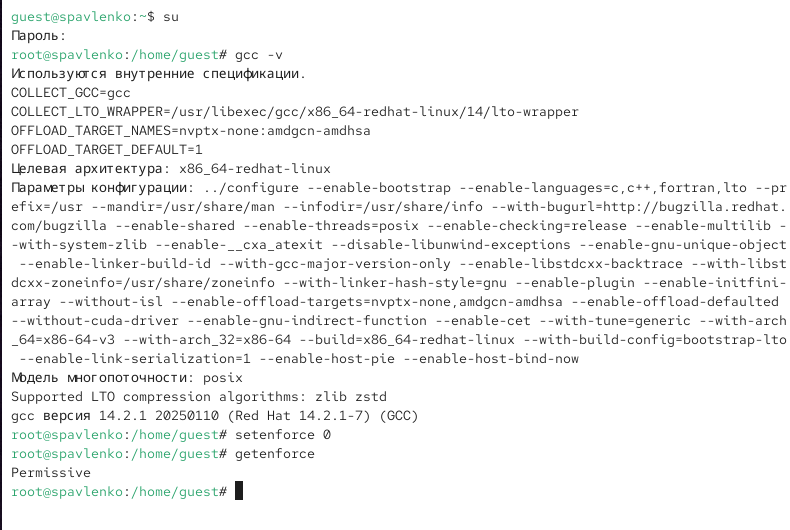 guest@spavlenko:~$ su
Пароль:
root@spavlenko:/home/guest# gcc -v
Используются внутренние спецификации.
COLLECT_GCC=gcc
COLLECT_LTO_WRAPPER=/usr/libexec/gcc/x86_64-redhat-linux/14/lto-wrapper
OFFLOAD_TARGET_NAMES=nvptx-none:amdgcn-amdhsa
OFFLOAD_TARGET_DEFAULT=1
Целевая архитектура: x86_64-redhat-linux
Параметры конфигурации: ../configure --enable-bootstrap --enable-languages=c,c++,fortran,lto --pr
efix=/usr --mandir=/usr/share/man --infodir=/usr/share/info --with-bugurl=http://bugzilla.redhat.
com/bugzilla --enable-shared --enable-threads=posix --enable-checking=release --enable-multilib -
-with-system-zlib --enable-__cxa_atexit --disable-libunwind-exceptions --enable-gnu-unique-object
 --enable-linker-build-id --with-gcc-major-version-only --enable-libstdcxx-backtrace --with-libst
dcxx-zoneinfo=/usr/share/zoneinfo --with-linker-hash-style=gnu --enable-plugin --enable-initfini-
array --without-isl --enable-offload-targets=nvptx-none,amdgcn-amdhsa --enable-offload-defaulted 
--without-cuda-driver --enable-gnu-indirect-function --enable-cet --with-tune=generic --with-arch
_64=x86-64-v3 --with-arch_32=x86-64 --build=x86_64-redhat-linux --with-build-config=bootstrap-lto
 --enable-link-serialization=1 --enable-host-pie --enable-host-bind-now
Модель многопоточности: posix
Supported LTO compression algorithms: zlib zstd
gcc версия 14.2.1 20250110 (Red Hat 14.2.1-7) (GCC)
root@spavlenko:/home/guest# setenforce 0
root@spavlenko:/home/guest# getenforce
Permissive
root@spavlenko:/home/guest#